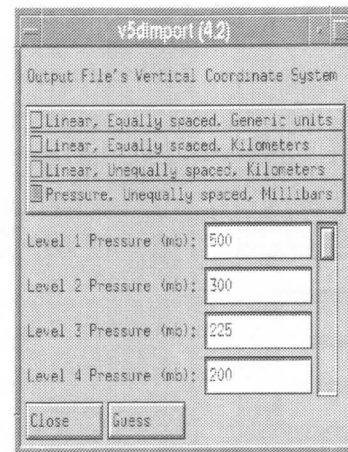 v5dimport (4.2)
Output File's Vertical Coordinate System
Linear, Equally spaced, Generic units
Linear, Equally spaced, Kilometers
Linear, Unequally spaced, Kilometers
Pressure, Unequally spaced, Millibars
Level 1 Pressure (mb): 500
Level 2 Pressure (mb): 300
Level 3 Pressure (mb): 225
Level 4 Pressure (mb): 200
Close Guess